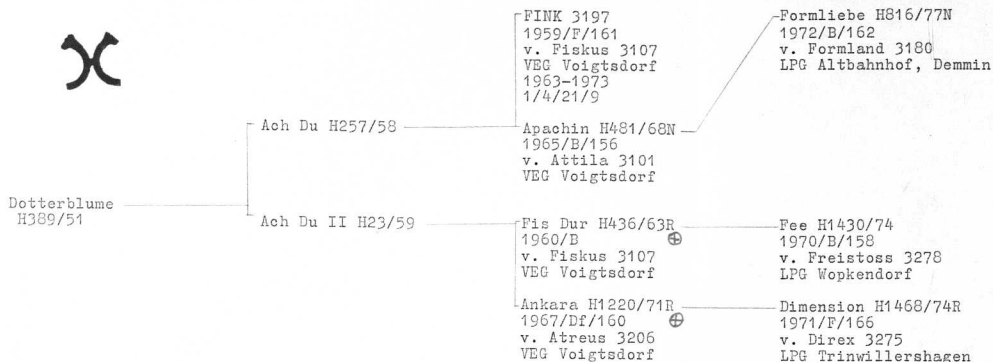 Dotterblume
H389/51
Ach Du H257/58
Ach Du II H23/59
FINK 3197
1959/F/161
v. Fiskus 3107
VEG Voigtsdorf
1963-1973
1/4/21/9
Apachin H481/68N
1965/B/156
v. Attila 3101
VEG Voigtsdorf
Fis Dur H436/63R
1960/B
v. Fiskus 3107
VEG Voigtsdorf
Ankara H1220/71R
1967/Df/160
v. Atreus 3206
VEG Voigtsdorf
Formliebe H816/77N
1972/B/162
v. Formland 3180
LPG Altbahnhof, Demmin
Fee H1430/74
1970/B/158
v. Freistoss 3278
LPG Wopkendorf
Dimension H1468/74R
1971/F/166
v. Direx 3275
LPG Trinwillershagen